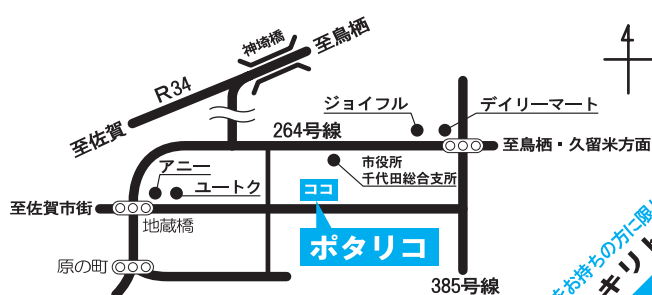 神埼橋
至鳥栖
R34
至佐賀
ジョイフル
デイリーマート
264号線
至鳥栖・久留米方面
市役所
千代田総合支所
アニー
ユートク
ココ
至佐賀市街
地蔵橋
ポタリコ
原の町
385号線
をお持ちの方に限
キリト